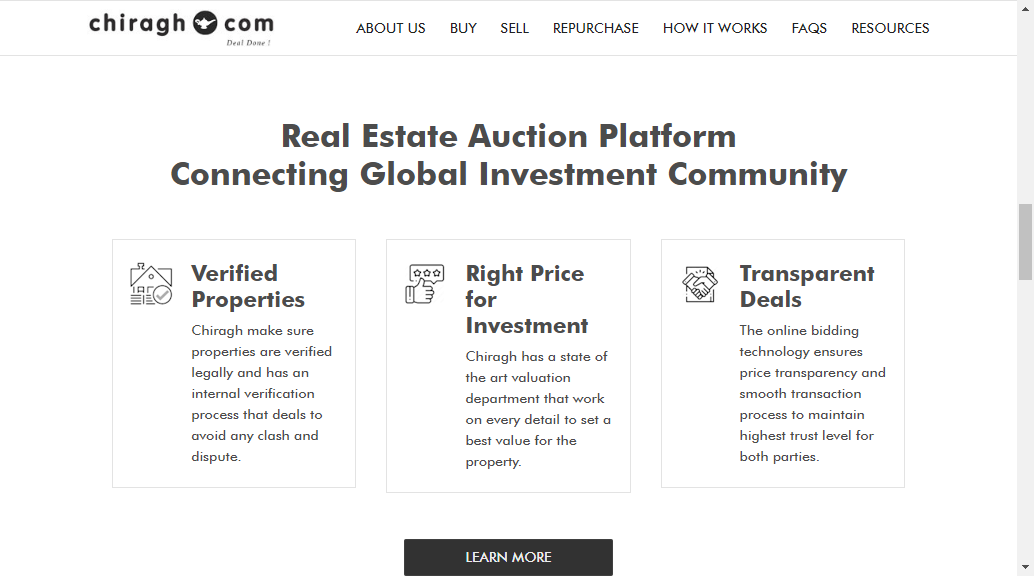 chiragh com
Deal Done !
ABOUT US BUY SELL REPURCHASE HOW IT WORKS FAQS RESOURCES
Real Estate Auction Platform
Connecting Global Investment Community
Verified
Properties
Chiragh make sure
properties are verified
legally and has an
internal verification
process that deals to
avoid any clash and
dispute.
Right Price
for
Investment
Chiragh has a state of
the art valuation
department that work
on every detail to set a
best value for the
property.
Transparent
Deals
The online bidding
technology ensures
price transparency and
smooth transaction
process to maintain
highest trust level for
both parties.
LEARN MORE